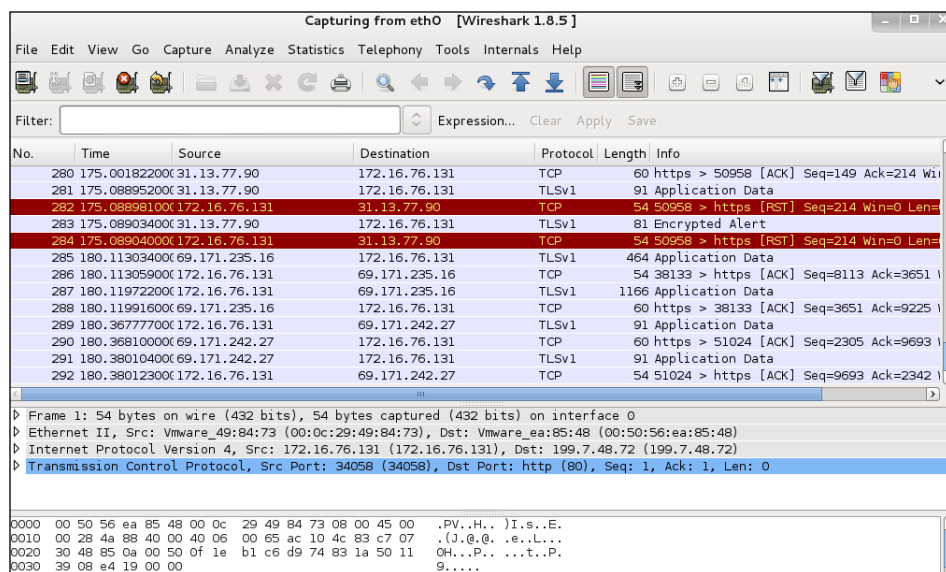 Capturing from eth0 [Wireshark 1.8.5 ]
File Edit View Go Capture Analyze Statistics Telephony Tools Internals Help
Filter: Expression... Clear Apply Save
No. Time Source Destination Protocol Length Info
280 175.001822000 31.13.77.90 172.16.76.131 TCP 60 https > 50958 [ACK] Seq=149 Ack=214
281 175.088952000 31.13.77.90 172.16.76.131 TLSv1 91 Application Data
282 175.088981000 172.16.76.131 31.13.77.90 TCP 54 50958 > https [RST] Seq=214 Win=0 Len=
283 175.089034000 31.13.77.90 172.16.76.131 TLSv1 81 Encrypted Alert
284 175.089040000 172.16.76.131 31.13.77.90 TCP 54 50958 > https [RST] Seq=214 Win=0 Len=
285 180.113034000 69.171.235.16 172.16.76.131 TLSv1 464 Application Data
286 180.113059000 172.16.76.131 69.171.235.16 TCP 54 38133 > https [ACK] Seq=8113 Ack=3651
287 180.119722000 172.16.76.131 69.171.235.16 TLSv1 1166 Application Data
288 180.119916000 69.171.235.16 172.16.76.131 TCP 60 https > 38133 [ACK] Seq=3651 Ack=9225
289 180.367777000 172.16.76.131 69.171.242.27 TLSv1 91 Application Data
290 180.368100000 69.171.242.27 172.16.76.131 TCP 60 https > 51024 [ACK] Seq=2305 Ack=9693
291 180.380104000 69.171.242.27 172.16.76.131 TLSv1 91 Application Data
292 180.380123000 172.16.76.131 69.171.242.27 TCP 54 51024 > https [ACK] Seq=9693 Ack=2342
Frame 1: 54 bytes on wire (432 bits), 54 bytes captured (432 bits) on interface 0
Ethernet II, Src: Vmware_49:84:73 (00:0c:29:49:84:73), Dst: Vmware_ea:85:48 (00:50:56:ea:85:48)
Internet Protocol Version 4, Src: 172.16.76.131 (172.16.76.131), Dst: 199.7.48.72 (199.7.48.72)
Transmission Control Protocol, Src Port: 34058 (34058), Dst Port: http (80), Seq: 1, Ack: 1, Len: 0
0000 00 50 56 ea 85 48 00 0c 29 49 84 73 08 00 45 00 .PV..H.. )I.s..E.
0010 00 28 4a 88 40 00 40 06 00 65 ac 10 4c 83 c7 07 .(J.@.@. .e..L...
0020 30 48 85 0a 00 50 0f 1e b1 c6 d9 74 83 1a 50 11 0H...P.. ...t..P.
0030 39 08 e4 19 00 00 9.....